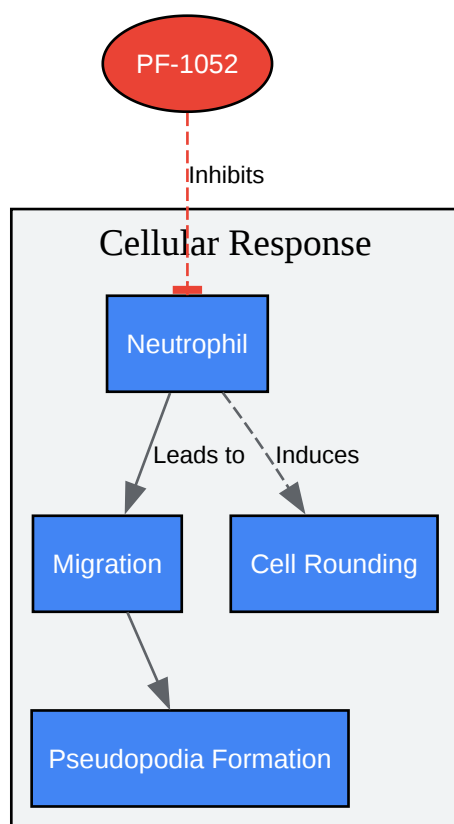 PF-1052
Inhibits
Cellular Response
Neutrophil
Leads to
Induces
Migration
Cell Rounding
Pseudopodia Formation